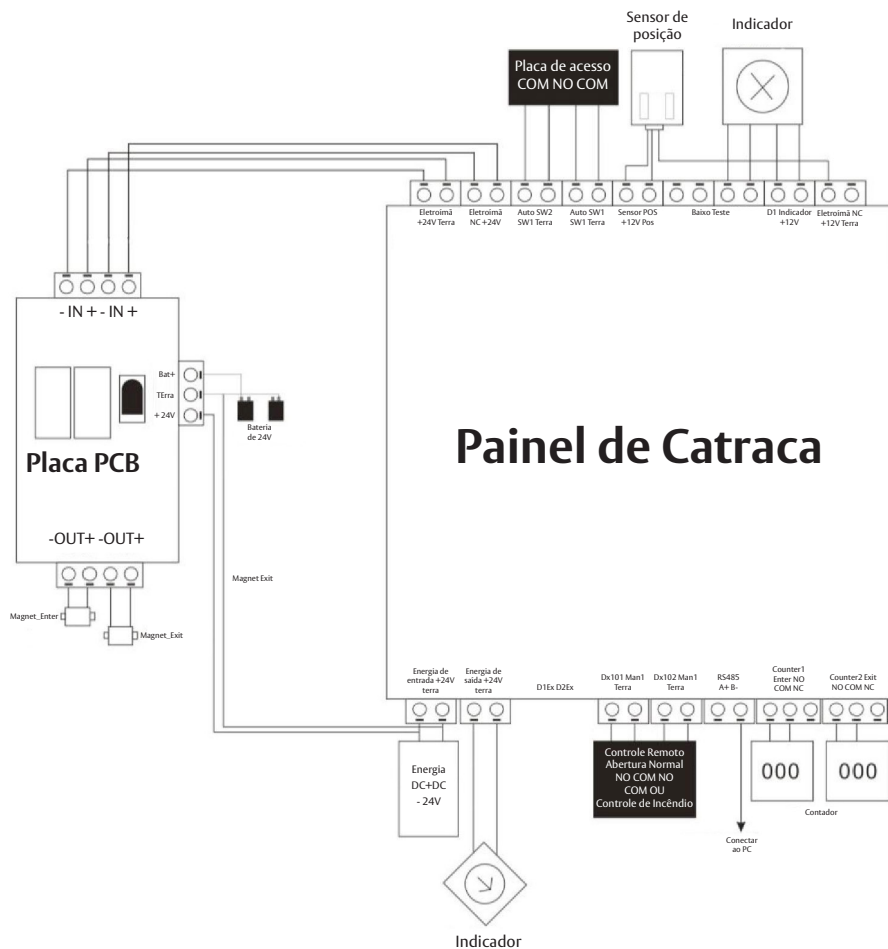 Sensor de
posição
Indicador
Placa de acesso
COM NO COM
Eletroimã
+24V Terra
Eletroimã
NC +24V
Auto SW2
SW1 Terra
Auto SW1
SW1 Terra
Sensor POS
+12V Pos
Baixo Teste
D1 Indicador
+12V
Eletroimã NC
+12V Terra
- IN + - IN +
Bat+
TErra
+ 24V
Bateria
de 24V
Placa PCB
Painel de Catraca
-OUT+ -OUT+
Magnet_Enter
Magnet_Exit
Magnet Exit
Energia de
entrada +24V
terra
Energia de
saída +24V
terra
D1Ex D2Ex
Dx101 Man1
Terra
Dx102 Man1
Terra
RS485
A+ B-
Counter1
Enter NO
COM NC
Counter2 Exit
NO COM NC
Energia
DC+DC
- 24V
Controle Remoto
Abertura Normal
NO COM NO
COM OU
Controle de Incêndio
000
000
Contador
Conectar
ao PC
Indicador